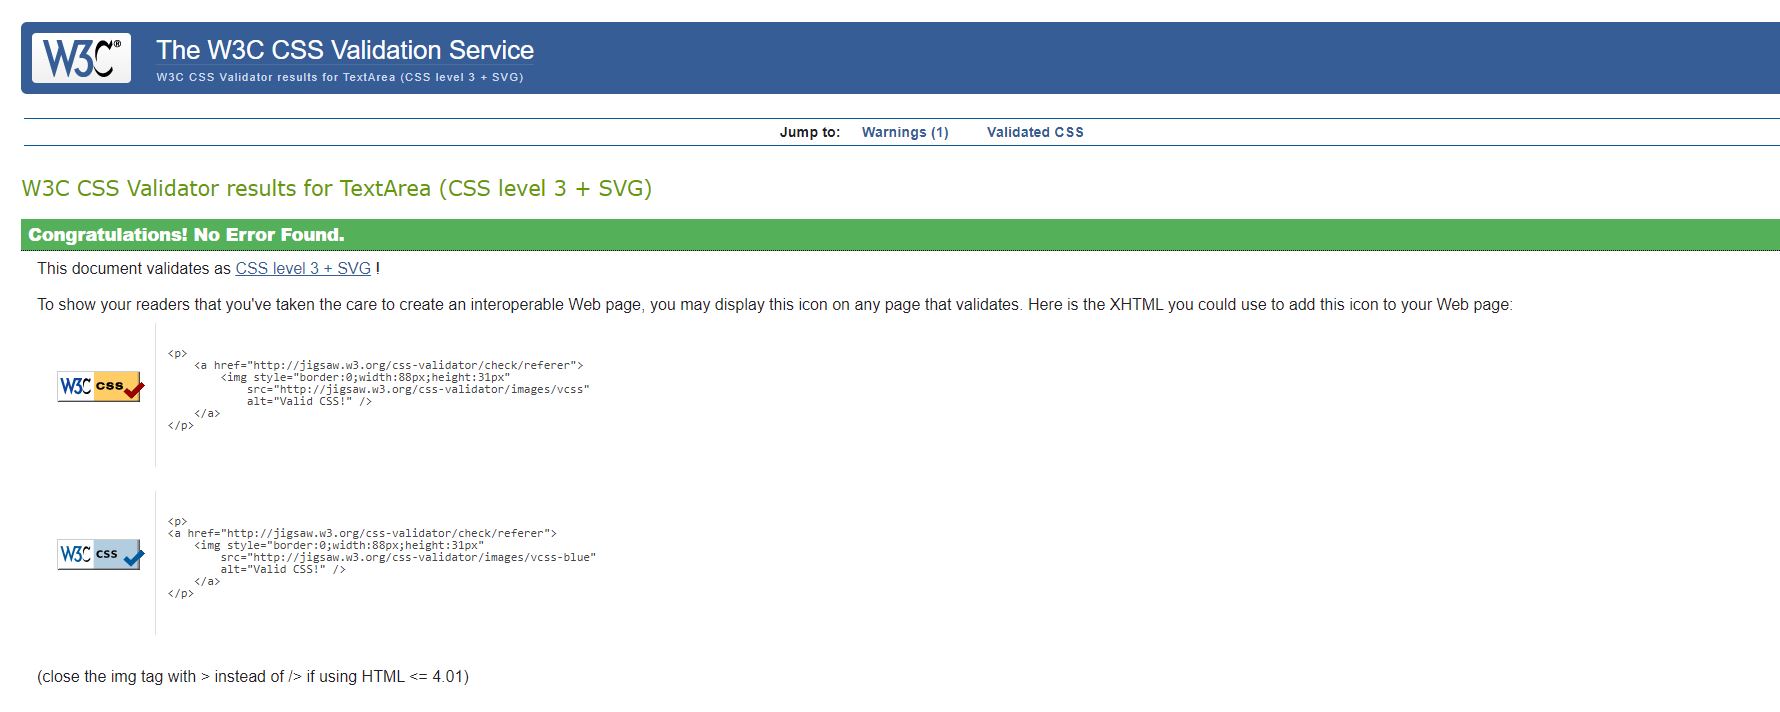 W3C®
The W3C CSS Validation Service
W3C CSS Validator results for TextArea (CSS level 3 + SVG)
Jump to: Warnings (1) Validated CSS
W3C CSS Validator results for TextArea (CSS level 3 + SVG)
Congratulations! No Error Found.
This document validates as CSS level 3 + SVG !
To show your readers that you've taken the care to create an interoperable Web page, you may display this icon on any page that validates. Here is the XHTML you could use to add this icon to your Web page:
W3C css
<p>
    <a href="http://jigsaw.w3.org/css-validator/check/referer">
        <img style="border:0;width:88px;height:31px"
            src="http://jigsaw.w3.org/css-validator/images/vcss"
            alt="Valid CSS!" />
    </a>
</p>
W3C css
<p>
<a href="http://jigsaw.w3.org/css-validator/check/referer">
    <img style="border:0;width:88px;height:31px"
        src="http://jigsaw.w3.org/css-validator/images/vcss-blue"
        alt="Valid CSS!" />
    </a>
</p>
(close the img tag with > instead of /> if using HTML <= 4.01)